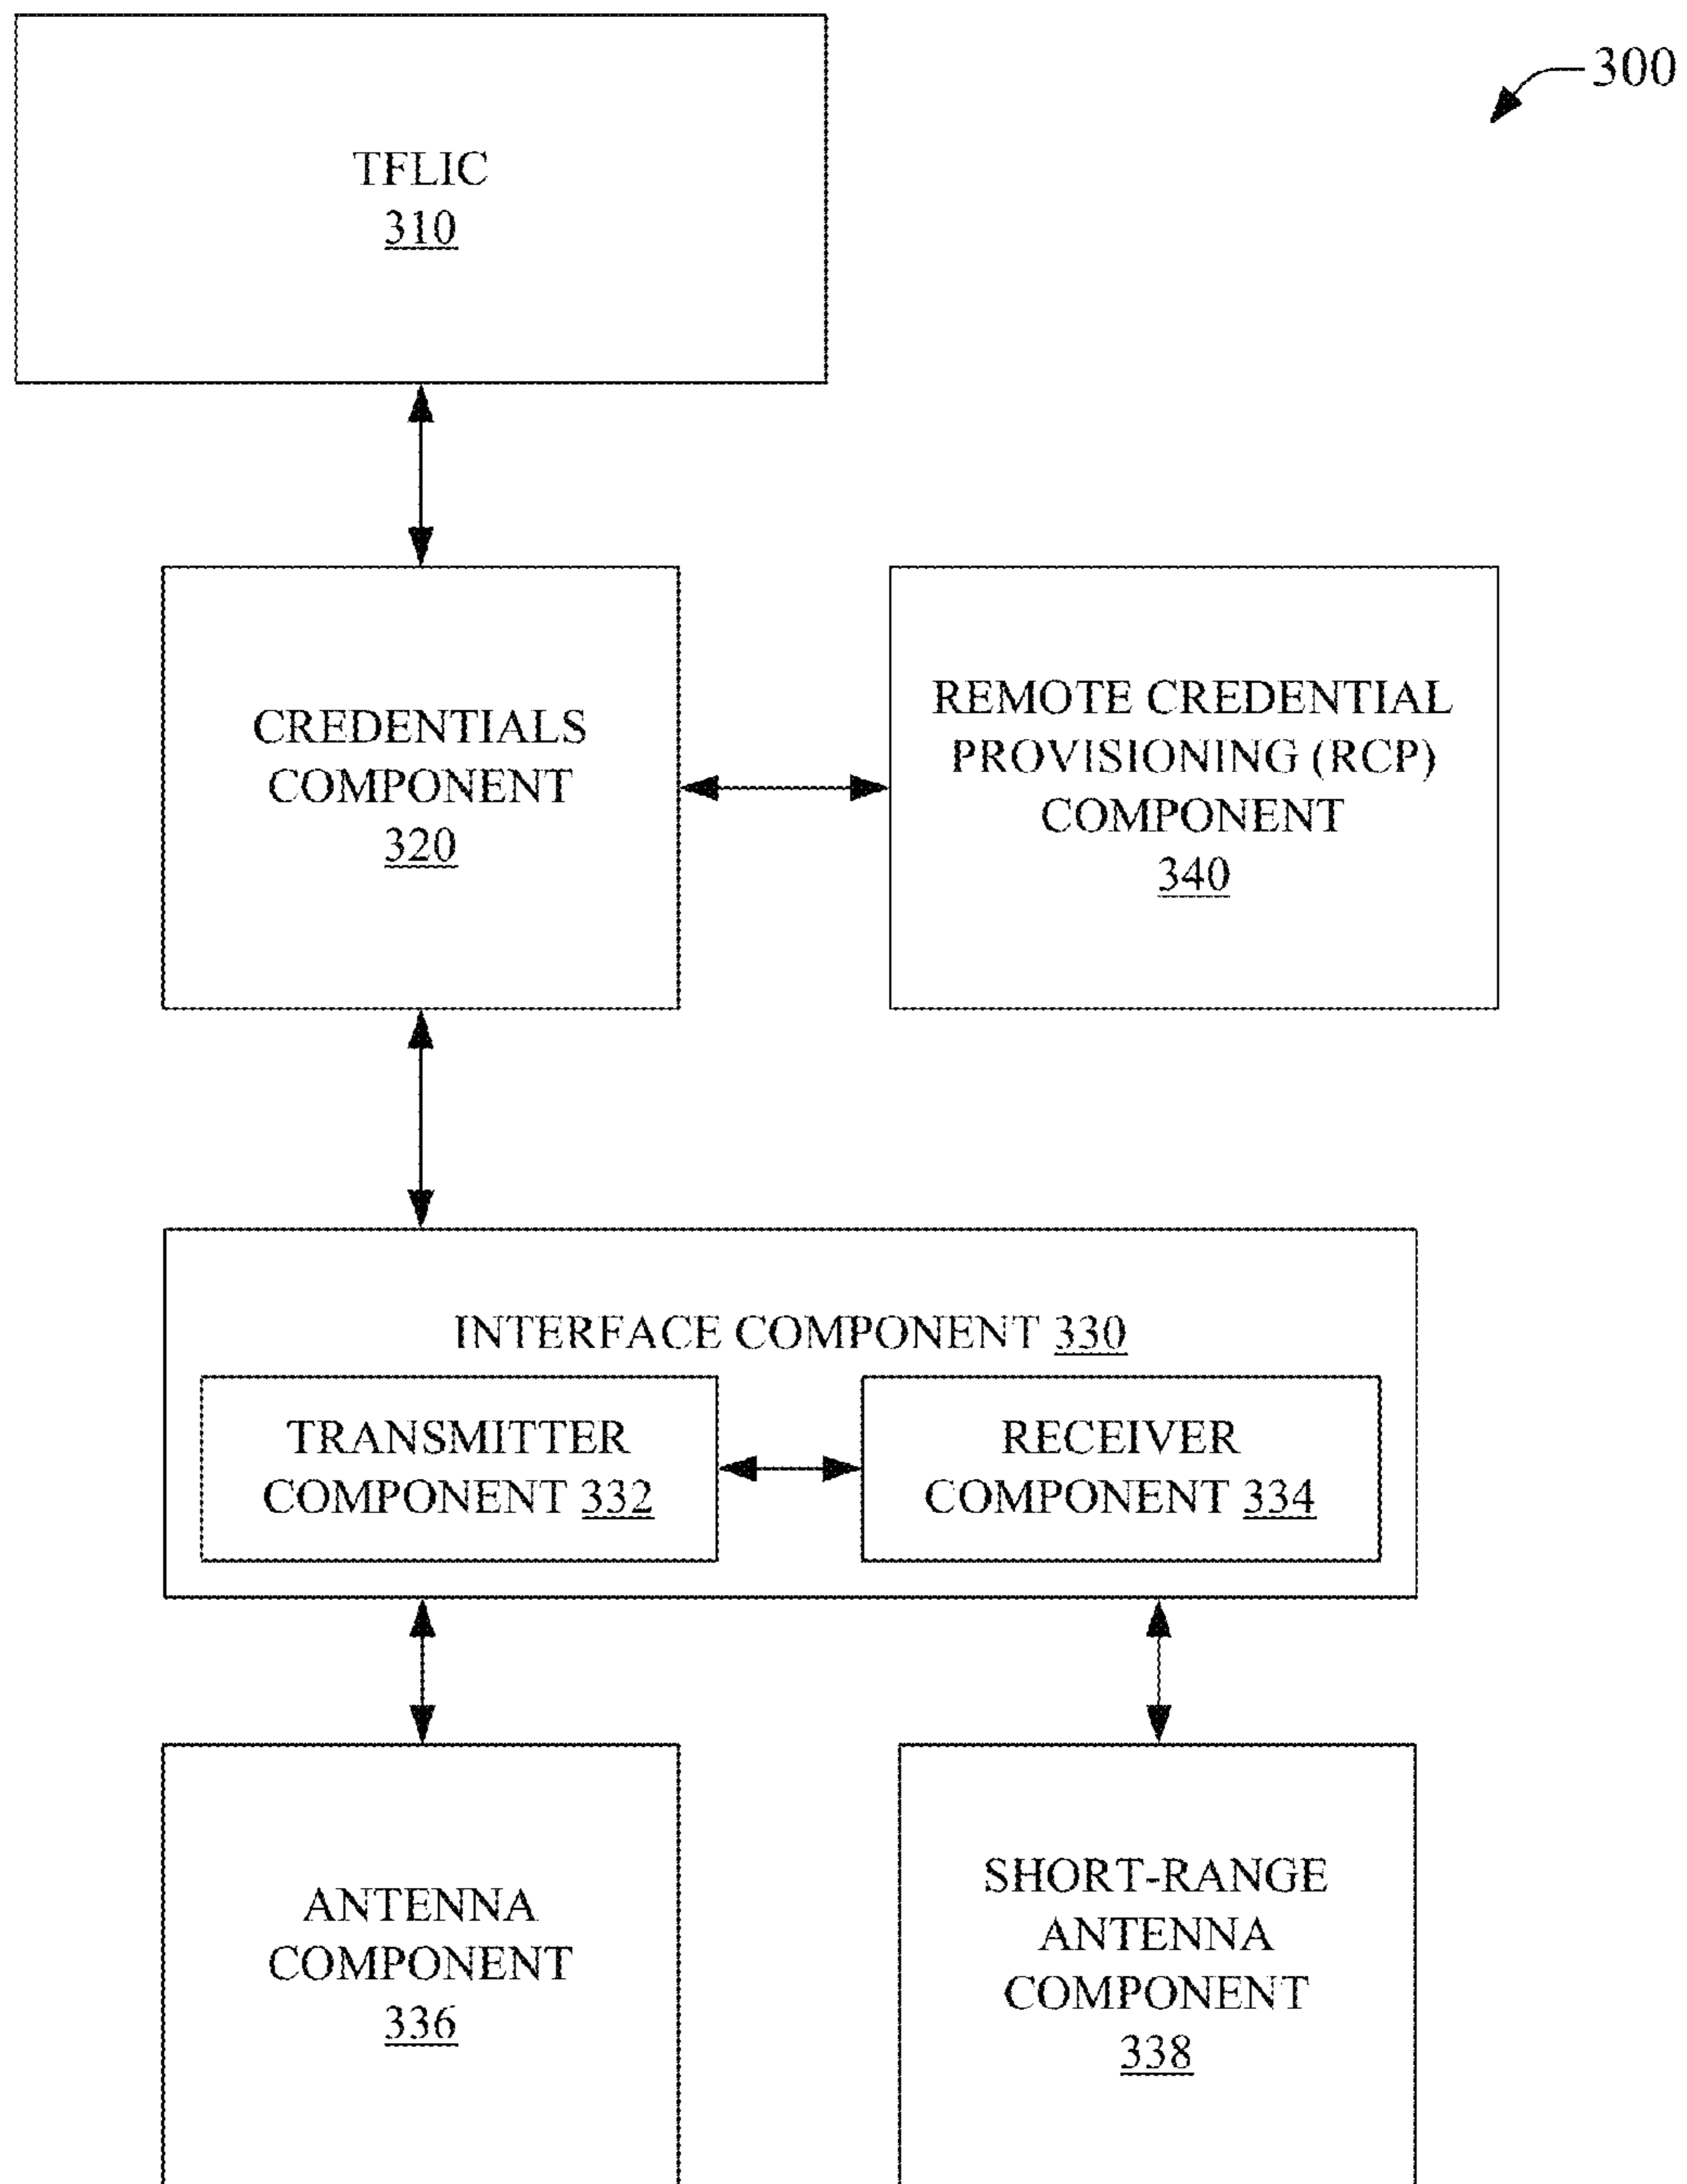 300
TFLIC
310
CREDENTIALS
COMPONENT
320
REMOTE CREDENTIAL
PROVISIONING (RCP)
COMPONENT
340
INTERFACE COMPONENT 330
TRANSMITTER
COMPONENT 332
RECEIVER
COMPONENT 334
ANTENNA
COMPONENT
336
SHORT-RANGE
ANTENNA
COMPONENT
338